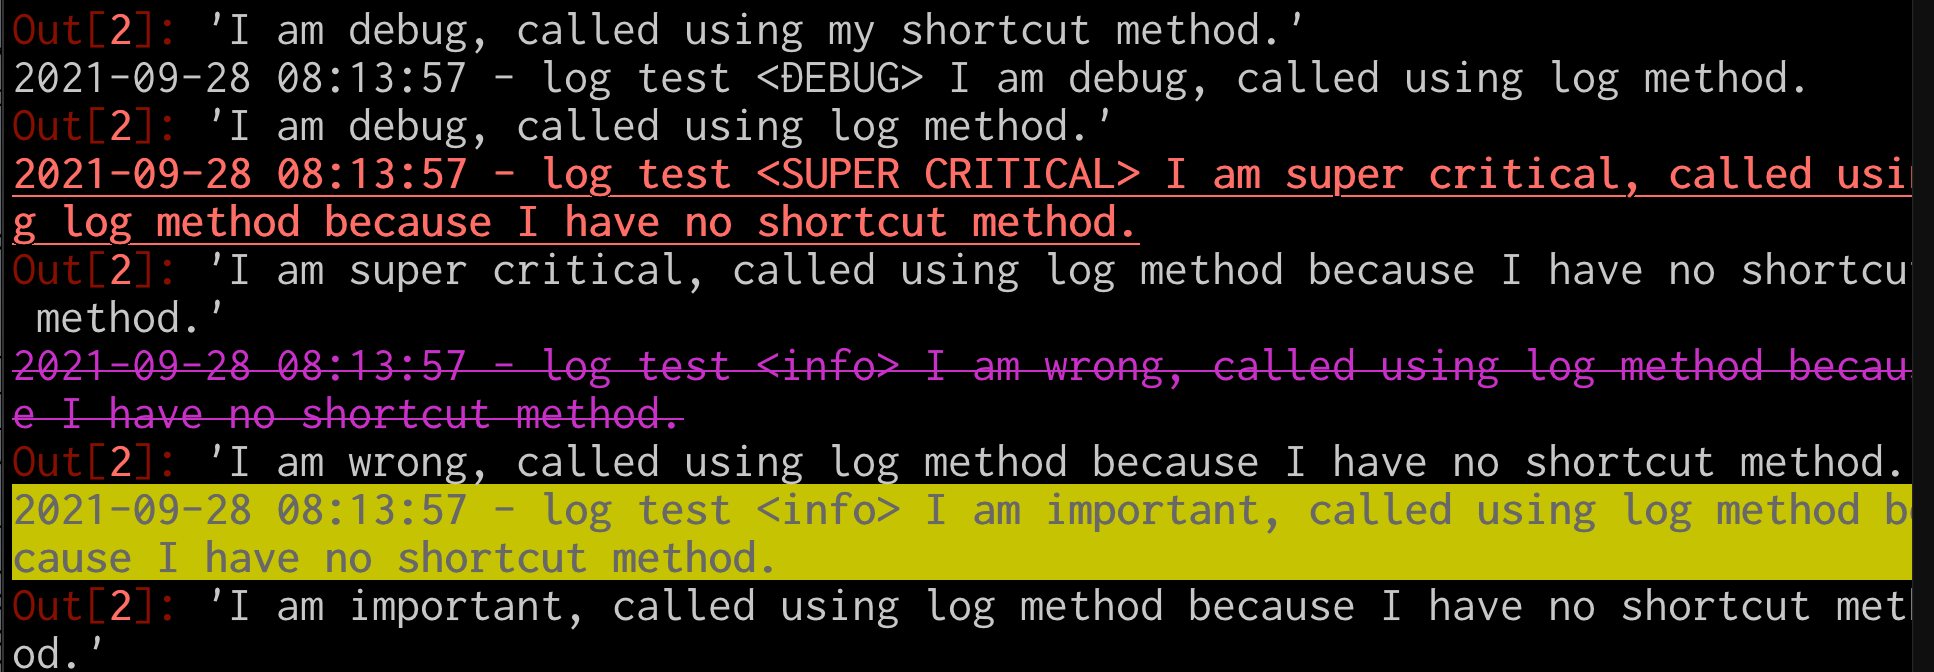 Out[2]: 'I am debug, called using my shortcut method.'
2021-09-28 08:13:57 - log test <ÐEBUG> I am debug, called using log method.
Out[2]: 'I am debug, called using log method.'
2021-09-28 08:13:57 - log test <SUPER CRITICAL> I am super critical, called usin
g log method because I have no shortcut method.
Out[2]: 'I am super critical, called using log method because I have no shortcut
method.'
2021-09-28 08:13:57 - log test <info> I am wrong, called using log method becaus
e I have no shortcut method.
Out[2]: 'I am wrong, called using log method because I have no shortcut method.
2021-09-28 08:13:57 - log test <info> I am important, called using log method be
cause I have no shortcut method.
Out[2]: 'I am important, called using log method because I have no shortcut meth
od.'